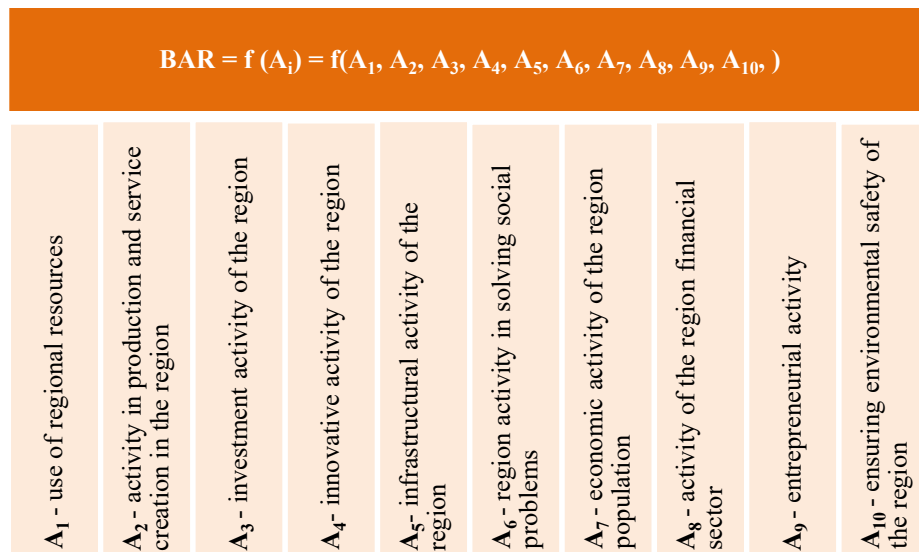 BAR = f (Aᵢ) = f(A₁, A₂, A₃, A₄, A₅, A₆, A₇, A₈, A₉, A₁₀, )
A₁ - use of regional resources
A₂ - activity in production and service
creation in the region
A₃ - investment activity of the region
A₄- innovative activity of the region
A₅- infrastructural activity of the
region
A₆ - region activity in solving social
problems
A₇ - economic activity of the region
population
A₈ - activity of the region financial
sector
A₉ - entrepreneurial activity
A₁₀ - ensuring environmental safety of
the region